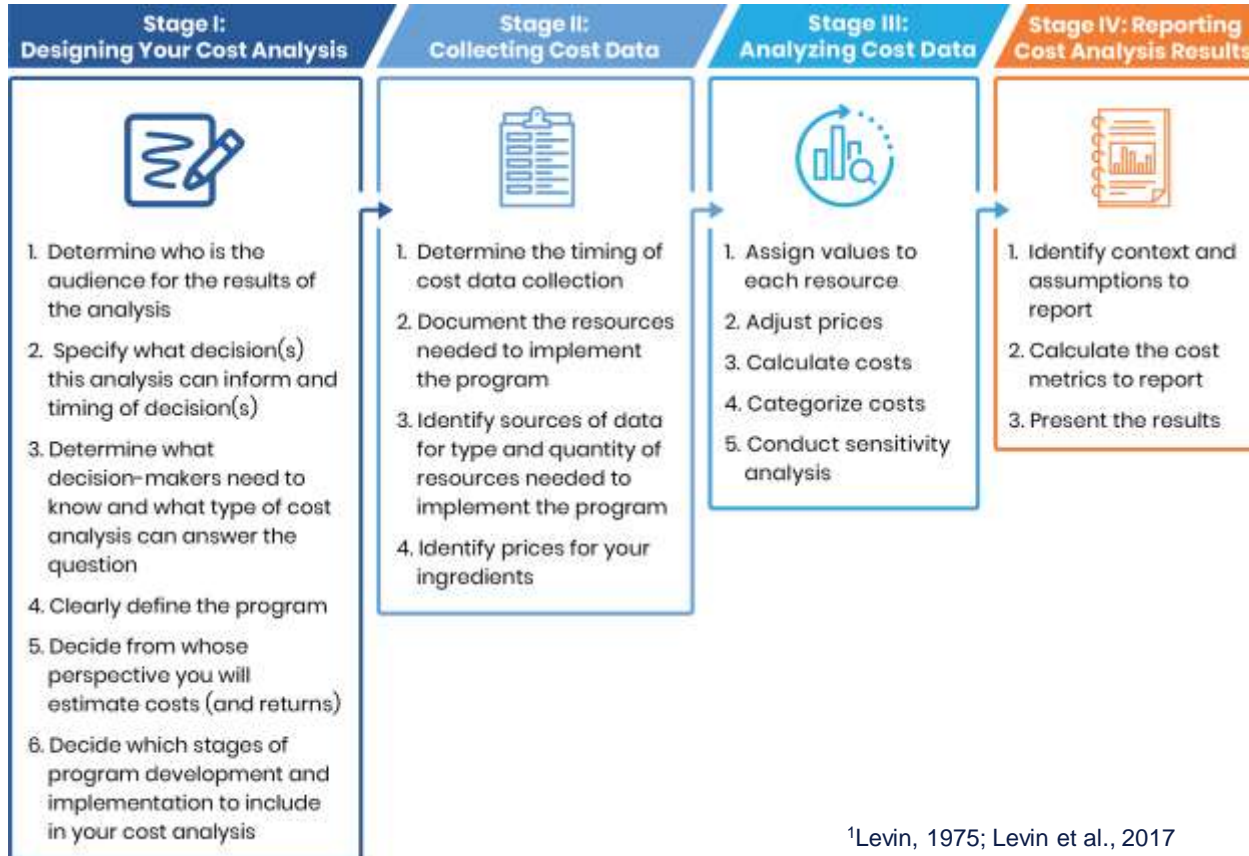 Stage I:
Designing Your Cost Analysis
1. Determine who is the
audience for the results of
the analysis
2. Specify what decision(s)
this analysis can inform and
timing of decision(s)
3. Determine what
decision-makers need to
know and what type of cost
analysis can answer the
question
4. Clearly define the program
5. Decide from whose
perspective you will
estimate costs (and returns)
6. Decide which stages of
program development and
implementation to include
in your cost analysis
Stage II:
Collecting Cost Data
1. Determine the timing of
cost data collection
2. Document the resources
needed to implement
the program
3. Identify sources of data
for type and quantity of
resources needed to
implement the program
4. Identify prices for your
ingredients
Stage III:
Analyzing Cost Data
1. Assign values to
each resource
2. Adjust prices
3. Calculate costs
4. Categorize costs
5. Conduct sensitivity
analysis
Stage IV: Reporting
Cost Analysis Results
1. Identify context and
assumptions to
report
2. Calculate the cost
metrics to report
3. Present the results
¹Levin, 1975; Levin et al., 2017